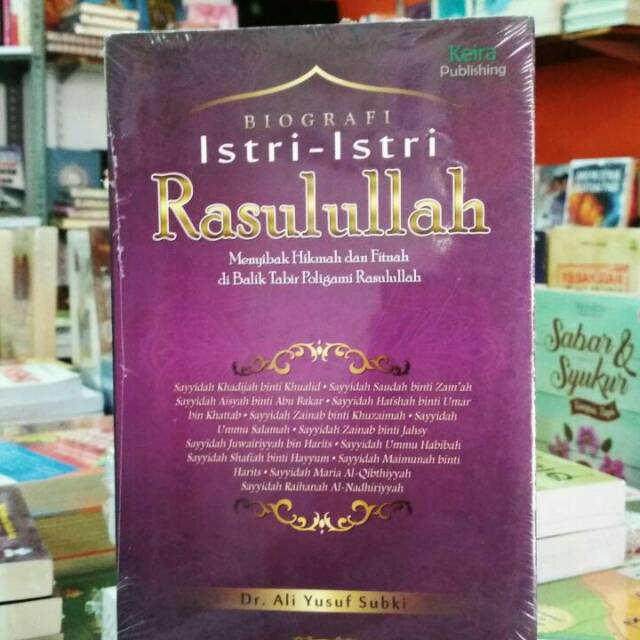 Keira
Publishing
BIOGRAFI
Istri-Istri
Rasulullah
Menyibak Hikmah dan Fitnah
di Balik Tabir Poligami Rasulullah
Sayyidah Khadijah binti Khualid • Sayyidah Saudah binti Zam'ah
Sayyidah Aisyah binti Abu Bakar • Sayyidah Hafshah binti Umar
bin Khattab • Sayyidah Zainab binti Khuzaimah • Sayyidah
Ummu Salamah • Sayyidah Zainab binti Jahsy
Sayyidah Juwairiyyah bin Harits • Sayyidah Ummu Habibah
Sayyidah Shafiah binti Hayyum • Sayyidah Maimunah binti
Harits • Sayyidah Maria Al-Qibthiyyah
Sayyidah Raihanah Al-Nadhiriyyah
Dr. Ali Yusuf Subki
Sabar &
Syukur